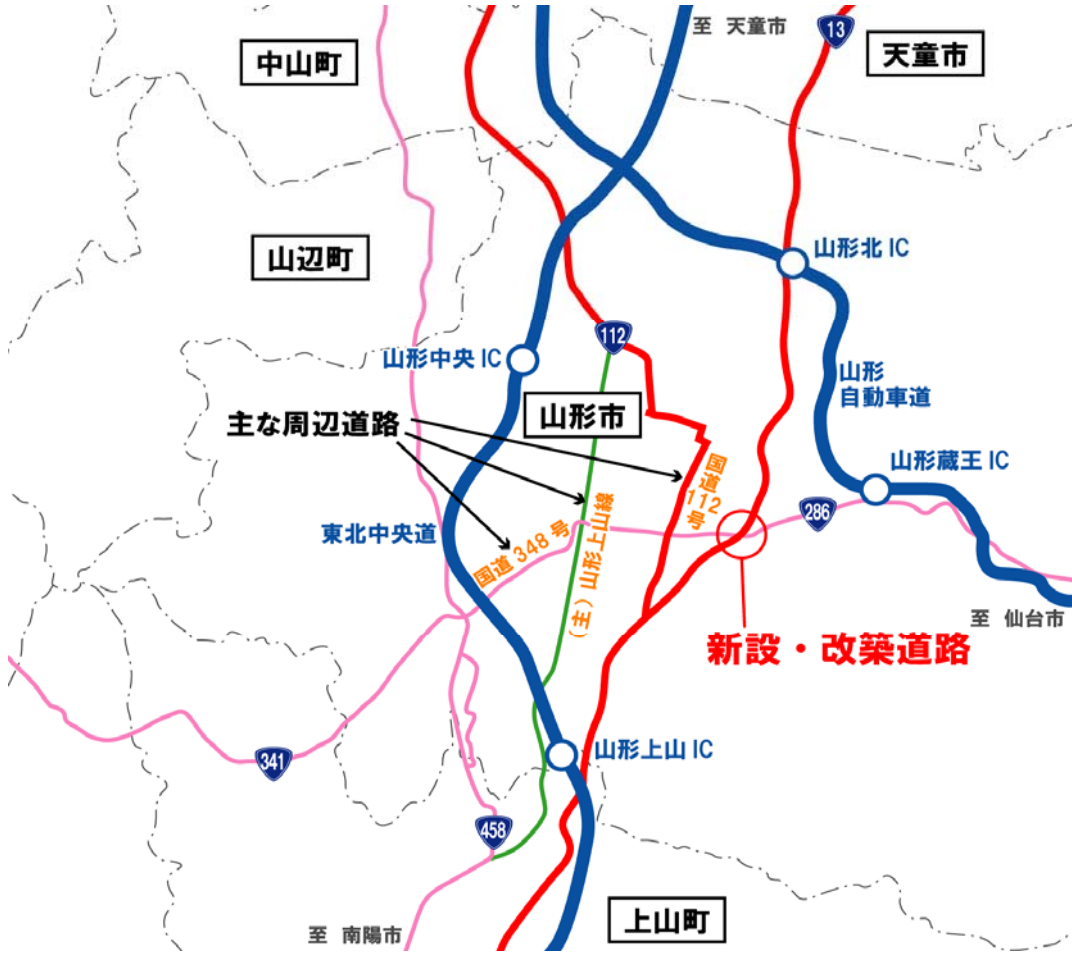 至 天童市
13
中山町
天童市
山辺町
山形北 IC
112
山形中央 IC
山形
自動車道
山形市
主な周辺道路
山形蔵王 IC
国道
112
号
286
東北中央道
国道 348 号
(主) 山形上山線
至 仙台市
新設・改築道路
山形上山 IC
341
458
上山町
至 南陽市